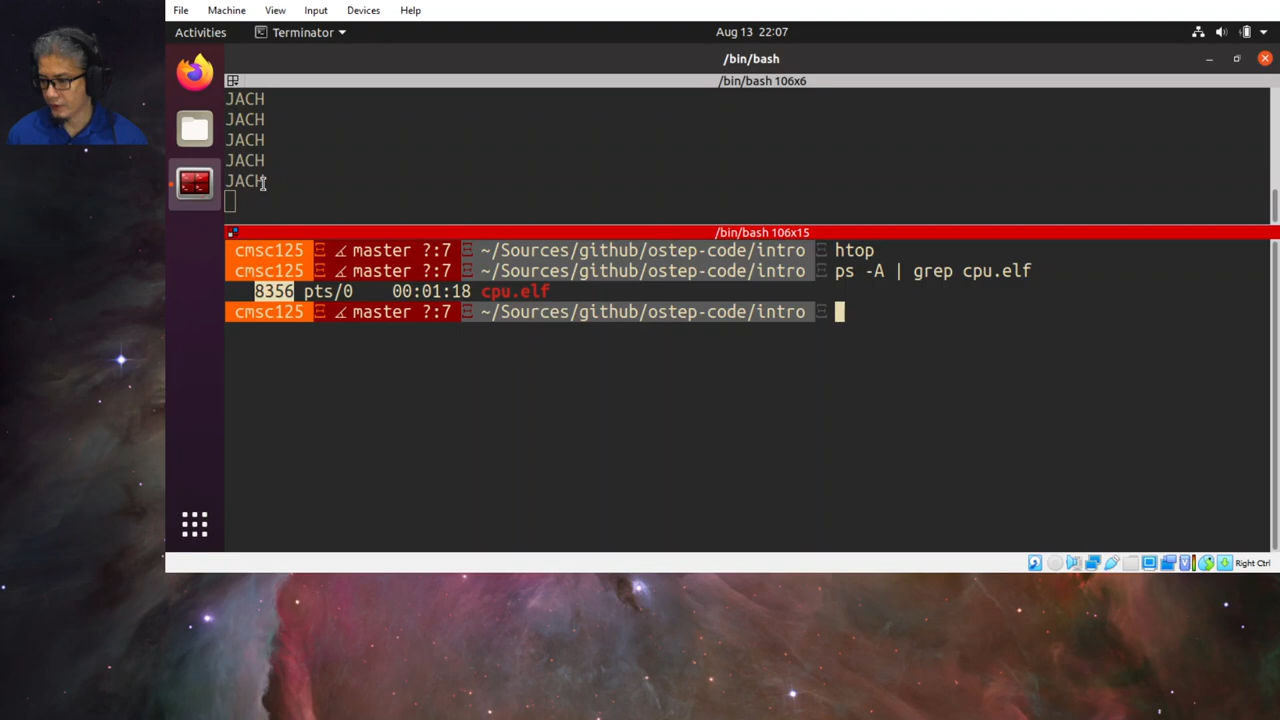 File Machine View Input Devices Help
Activities Terminator Aug 13 22:07
/bin/bash
/bin/bash 106x6
JACH
JACH
JACH
JACH
JACH
/bin/bash 106x15
cmsc125 master ?:7 ~/Sources/github/ostep-code/intro htop
cmsc125 master ?:7 ~/Sources/github/ostep-code/intro ps -A | grep cpu.elf
8356 pts/0 00:01:18 cpu.elf
cmsc125 master ?:7 ~/Sources/github/ostep-code/intro
Right Ctrl